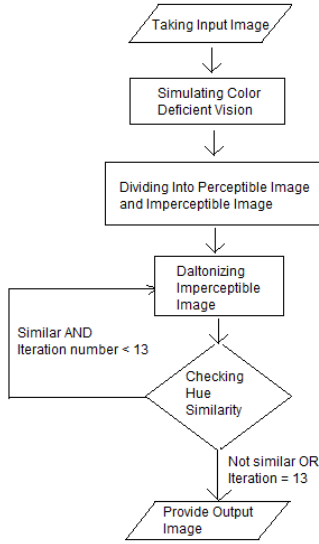 Taking Input Image
Simulating Color
Deficient Vision
Dividing Into Perceptible Image
and Imperceptible Image
Daltonizing
Imperceptible
Image
Similar AND
Iteration number < 13
Checking
Hue
Similarity
Not similar OR
Iteration = 13
Provide Output
Image